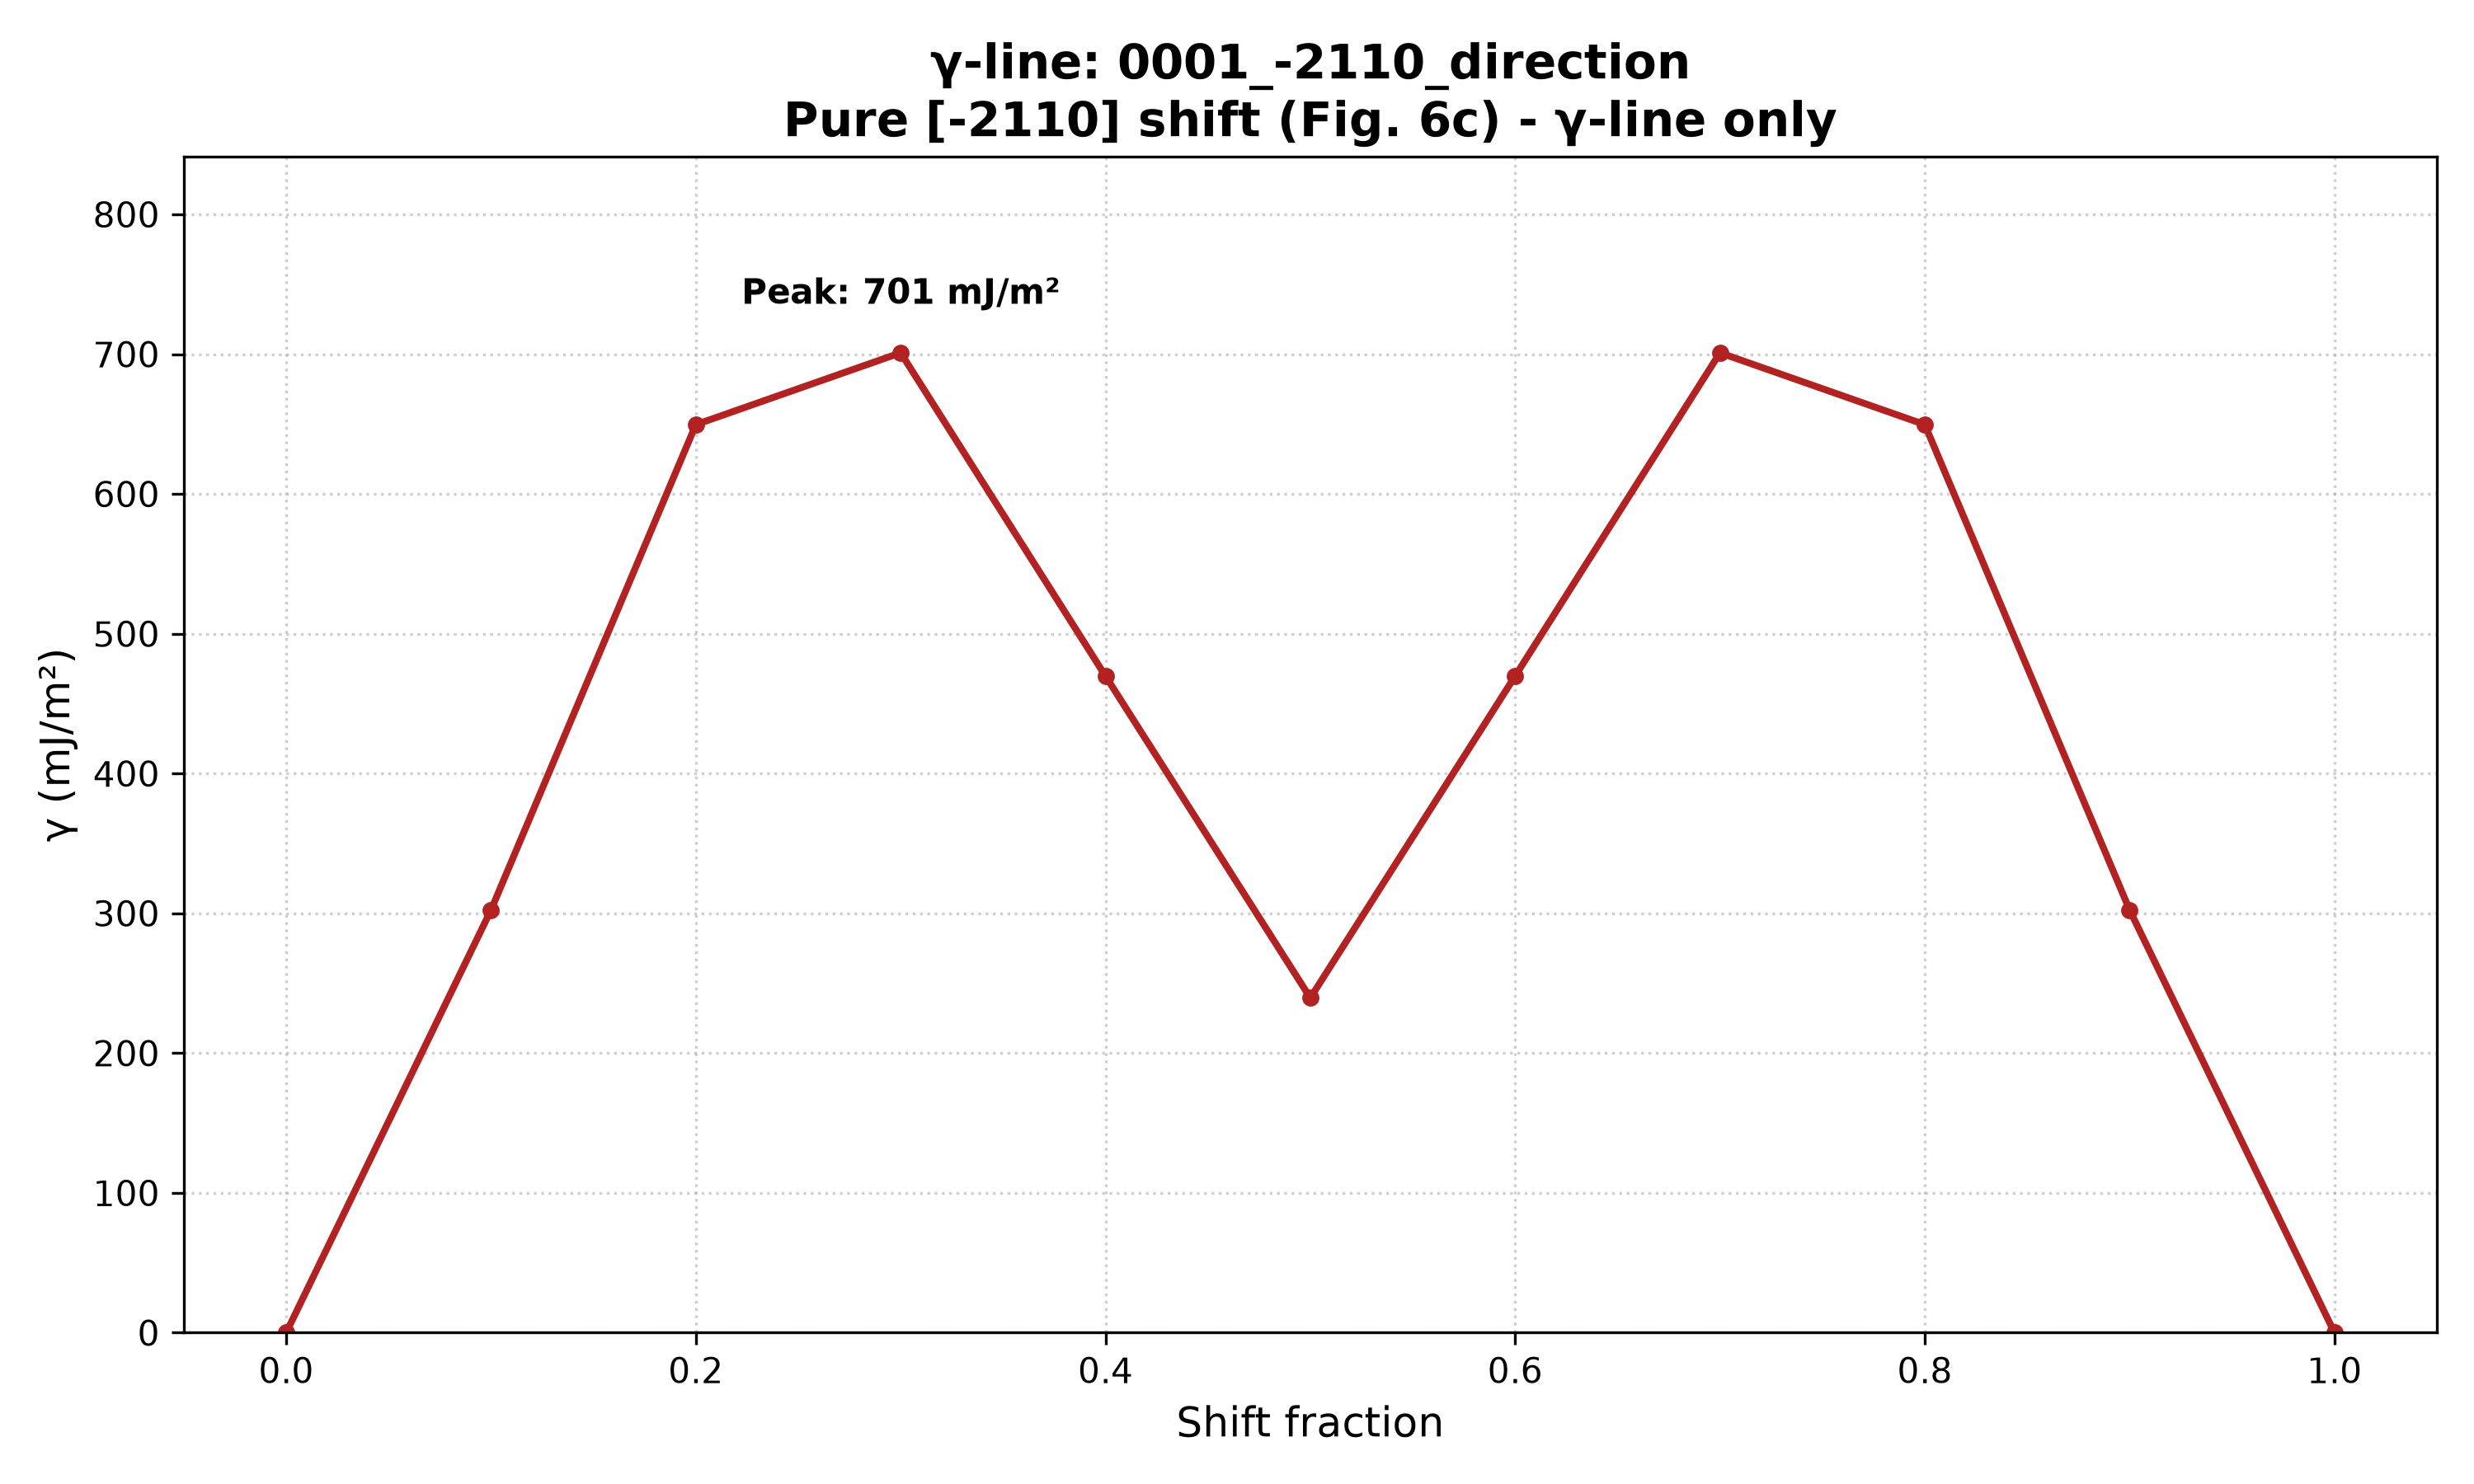 γ-line: 0001_-2110_direction
Pure [-2110] shift (Fig. 6c) - γ-line only
Peak: 701 mJ/m²
γ (mJ/m²)
800
700
600
500
400
300
200
100
0
0.0 0.2 0.4 0.6 0.8 1.0
Shift fraction